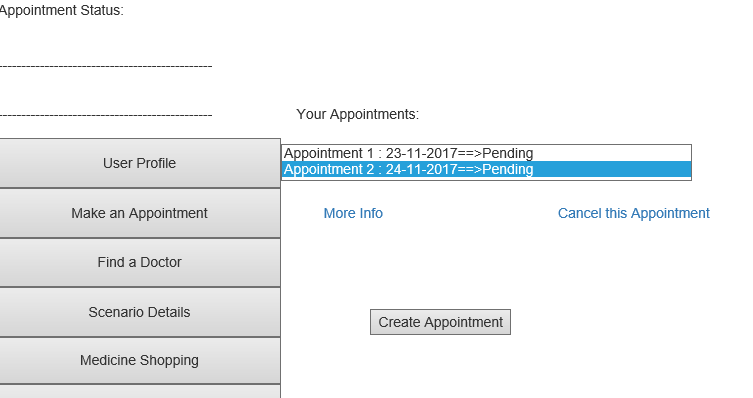 Appointment Status:
-----------------------------------------------
-----------------------------------------------
Your Appointments:
User Profile
Appointment 1 : 23-11-2017==>Pending
Appointment 2 : 24-11-2017==>Pending
Make an Appointment
More Info
Cancel this Appointment
Find a Doctor
Scenario Details
Create Appointment
Medicine Shopping